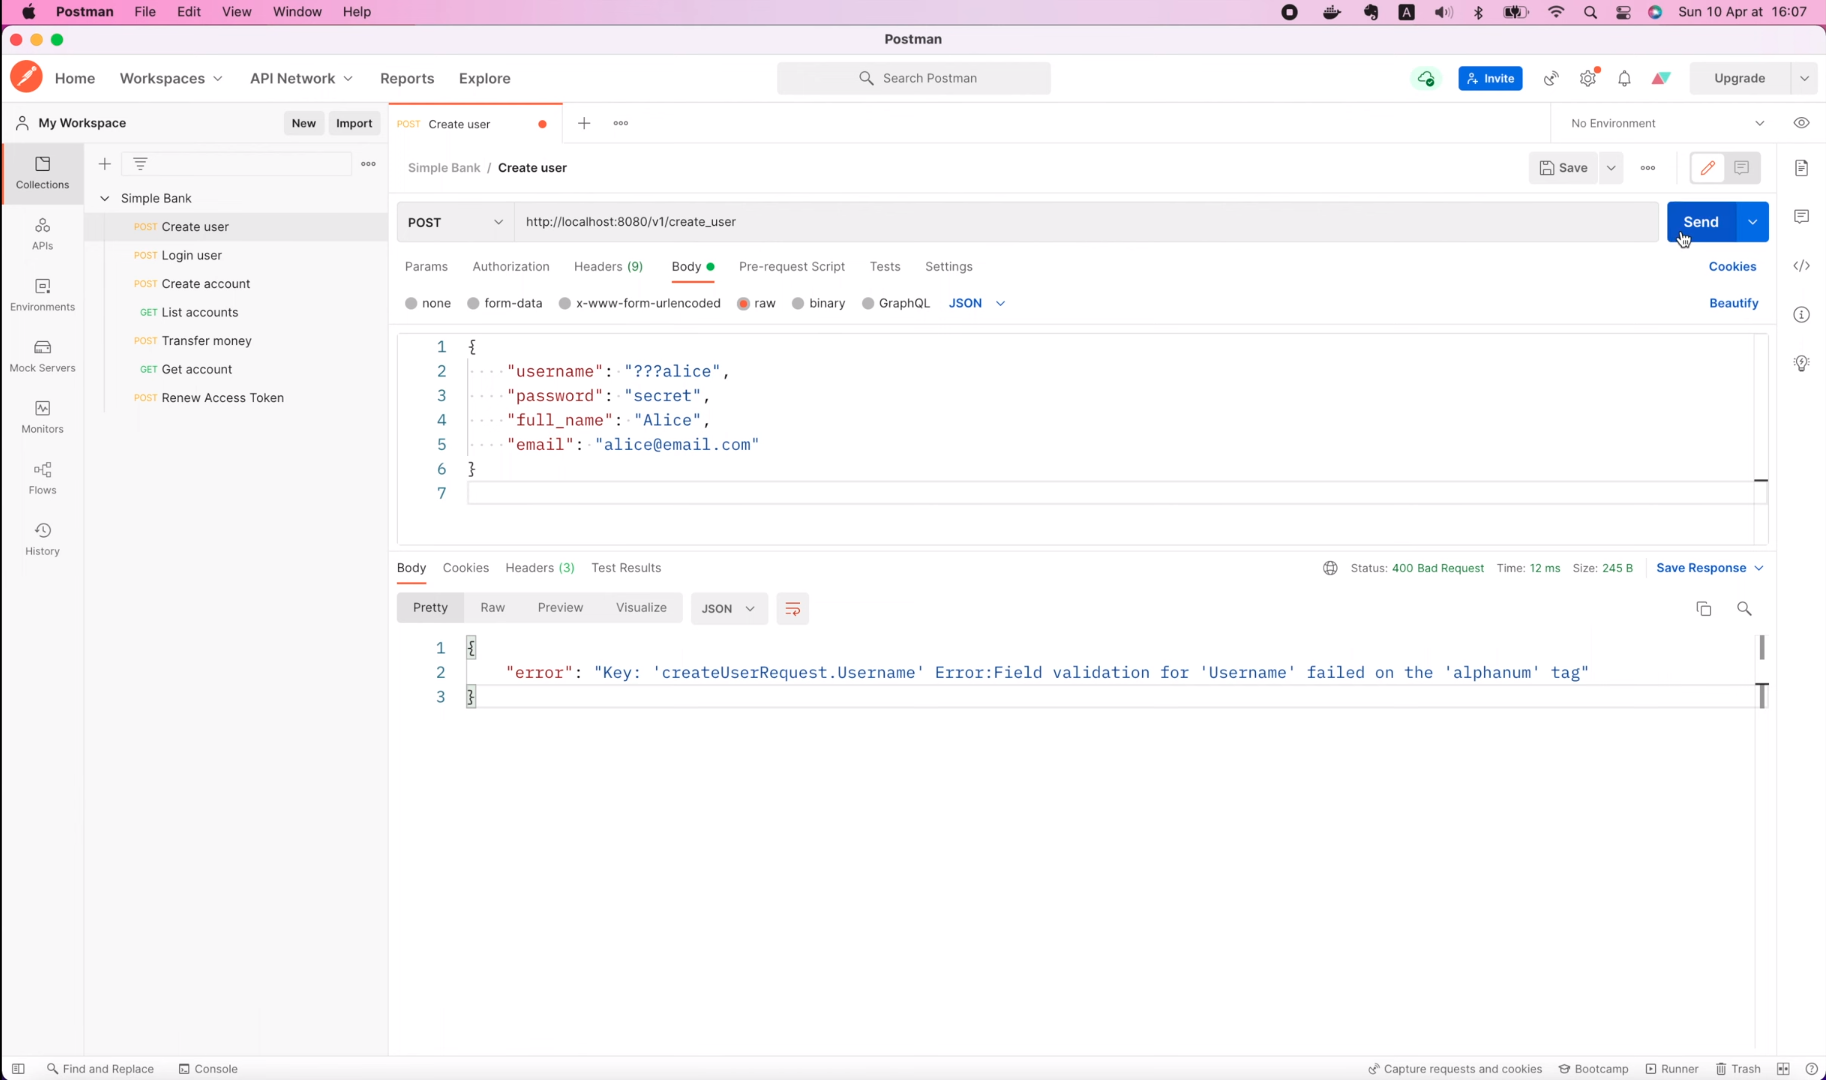 Postman File Edit View Window Help A Sun 10 Apr at 16:07
Postman
Home Workspaces API Network Reports Explore Search Postman Invite Upgrade
My Workspace New Import POST Create user No Environment
Simple Bank / Create user Save
Collections
Simple Bank
POST Create user
POST Login user
POST Create account
GET List accounts
POST Transfer money
GET Get account
POST Renew Access Token
APIs
Environments
Mock Servers
Monitors
Flows
History
POST http://localhost:8080/v1/create_user Send
Params Authorization Headers (9) Body Pre-request Script Tests Settings Cookies
none form-data x-www-form-urlencoded raw binary GraphQL JSON Beautify
1 {
2 ····"username":·"???alice",
3 ····"password":·"secret",
4 ····"full_name":·"Alice",
5 ····"email":·"alice@email.com"
6 }
7
Body Cookies Headers (3) Test Results Status: 400 Bad Request Time: 12 ms Size: 245 B Save Response
Pretty Raw Preview Visualize JSON
1 {
2 "error": "Key: 'createUserRequest.Username' Error:Field validation for 'Username' failed on the 'alphanum' tag"
3 }
Find and Replace Console Capture requests and cookies Bootcamp Runner Trash